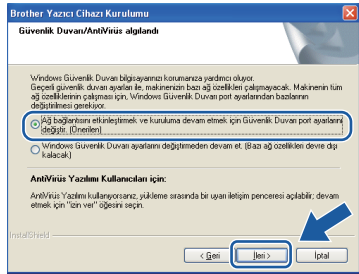 Brother Yazıcı Cihazı Kurulumu
Güvenlik Duvarı/AntiVirüs algılandı
Windows Güvenlik Duvarı bilgisayarınızı korumanıza yardımcı oluyor.
Geçerli güvenlik duvarı ayarları ile, makinenizin bazı ağ özellikleri çalışmayacak. Makinenin tüm
ağ özelliklerinin çalışması için, Windows Güvenlik Duvarı port ayarlarından bazılarının
değiştirilmesi gerekiyor.
Ağ bağlantısını etkinleştirmek ve kuruluma devam etmek için Güvenlik Duvarı port ayarlarını
değiştir. (Önerilen)
Windows Güvenlik Duvarı ayarlarını değiştirmeden devam et. (Bazı ağ özellikleri devre dışı
kalacak)
AntiVirüs Yazılımı Kullanıcıları için:
AntiVirüs Yazılımı kullanıyorsanız, yükleme sırasında bir uyarı iletişim penceresi açılabilir; devam
etmek için "izin ver" öğesini seçin.
InstallShield
< Geri
İleri >
İptal